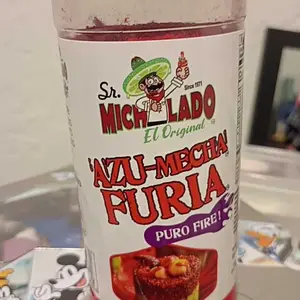 Sr.
Since 1971
MICHELADO
El Original
AZU-MECHA
FURIA
PURO FIRE!